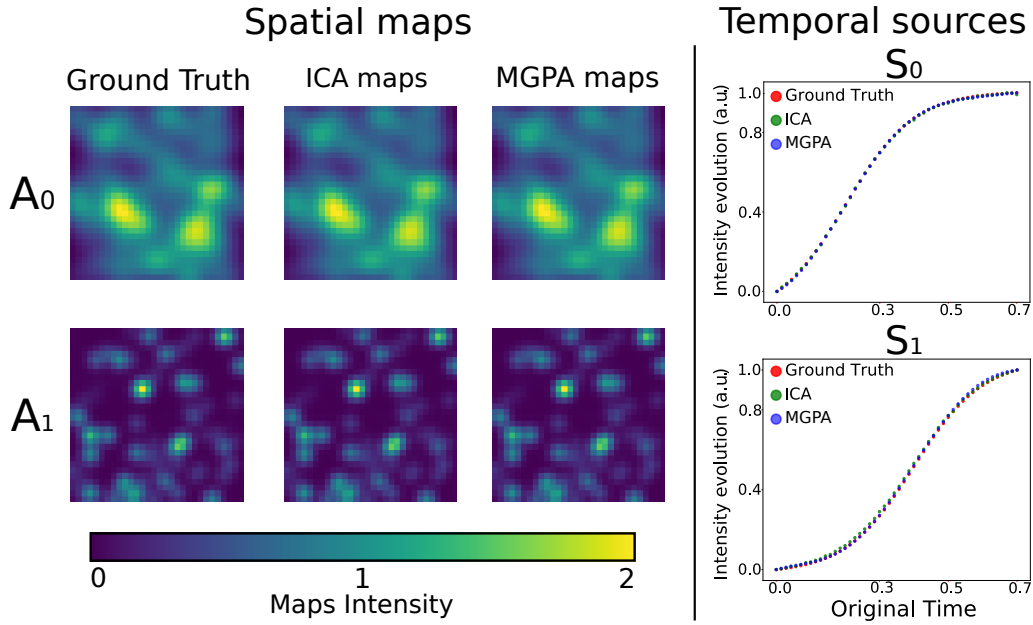 Spatial maps
Ground Truth
ICA maps
MGPA maps
A0
A1
0
1
2
Maps Intensity
Temporal sources
S0
Intensity evolution (a.u)
1.0
0.8
0.4
0.0
Ground Truth
ICA
MGPA
0.0
0.3
0.5
0.7
S1
Intensity evolution (a.u)
1.0
0.8
0.4
0.0
Ground Truth
ICA
MGPA
0.0
0.3
0.5
0.7
Original Time